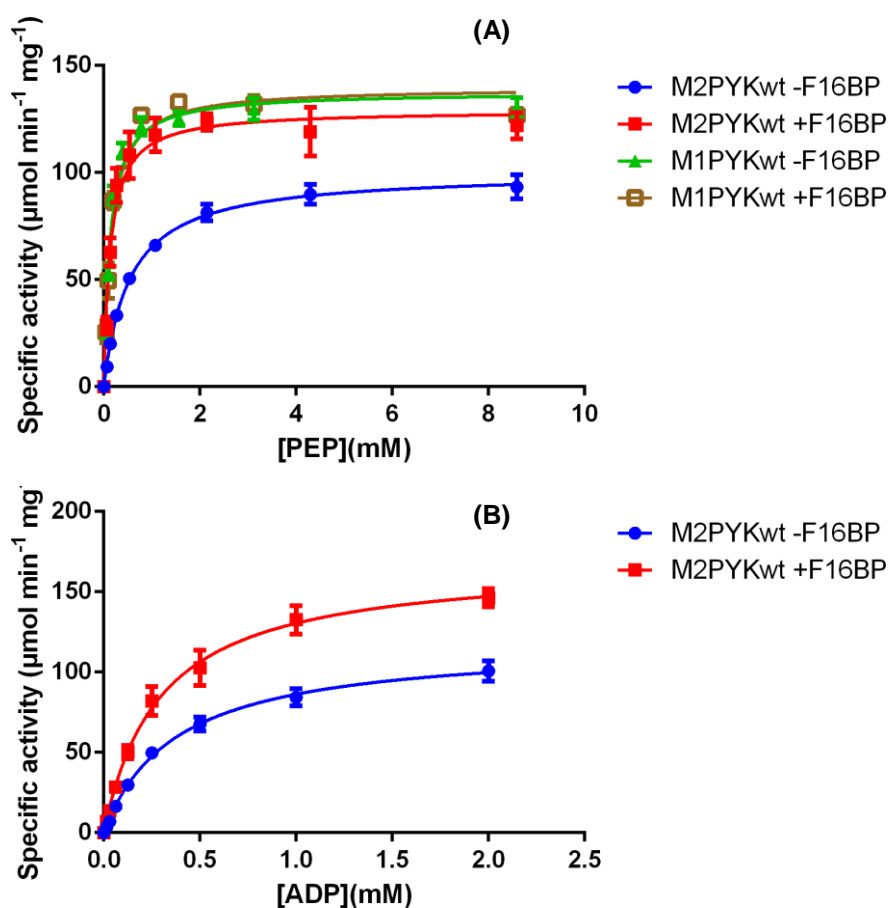 (A)
Specific activity (µmol min⁻¹ mg⁻¹)
150
100
50
0
0 2 4 6 8 10
[PEP](mM)
M2PYKwt -F16BP
M2PYKwt +F16BP
M1PYKwt -F16BP
M1PYKwt +F16BP
(B)
Specific activity (µmol min⁻¹ mg
200
150
100
50
0
0.0 0.5 1.0 1.5 2.0 2.5
[ADP](mM)
M2PYKwt -F16BP
M2PYKwt +F16BP